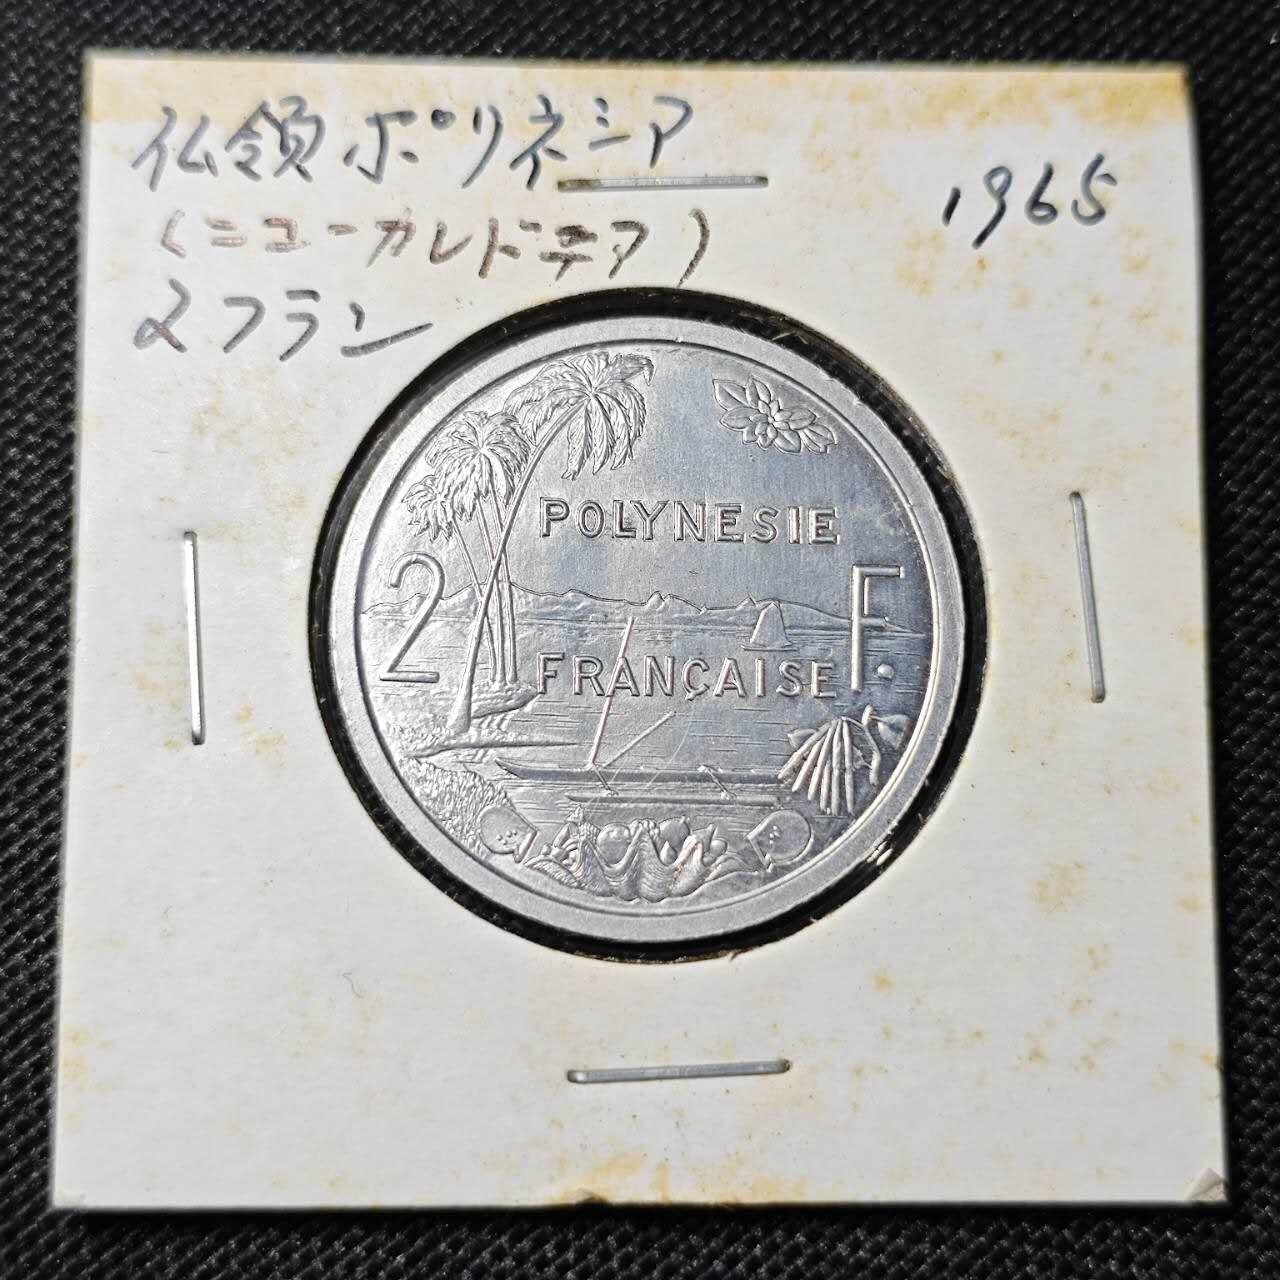 仏領ポリネシア
1965
(ニューカレドニア)
2フラン
POLYNESIE
2 F.
FRANÇAISE